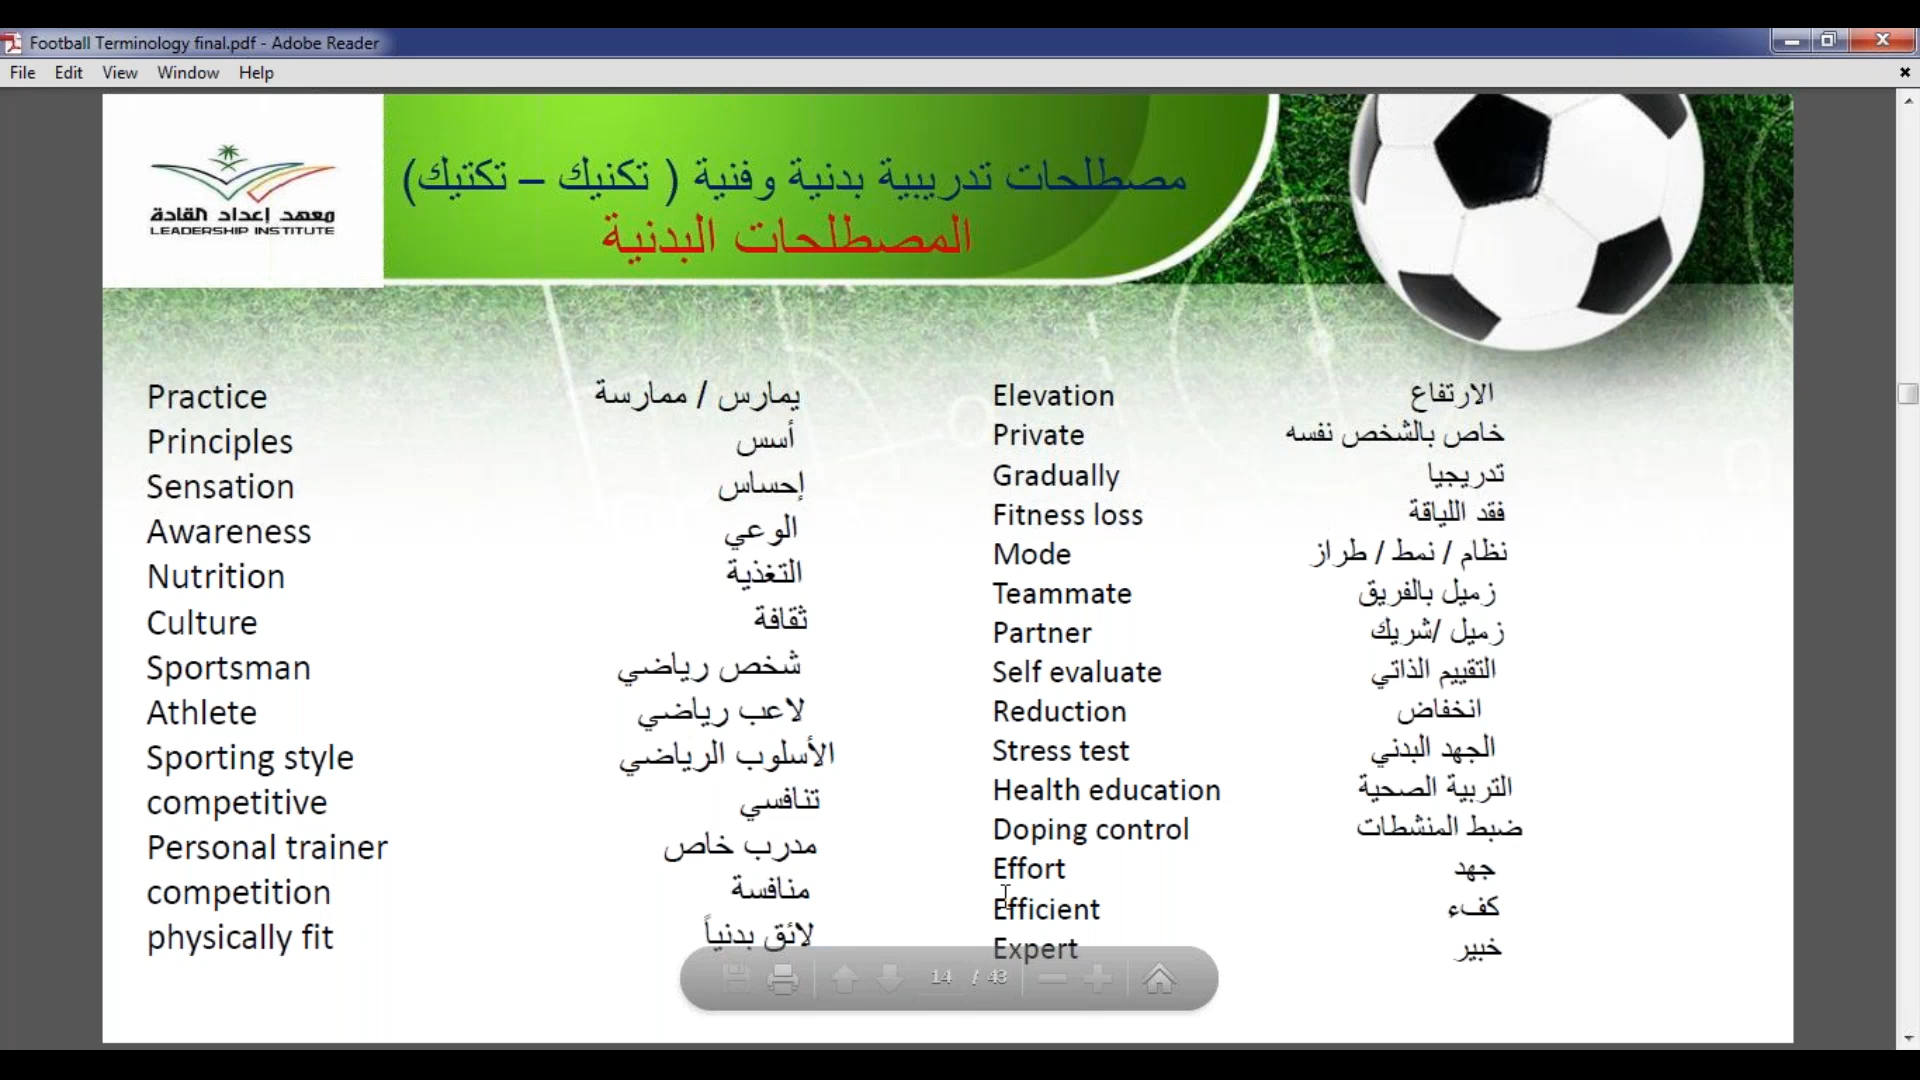 Football Terminology final.pdf - Adobe Reader
File Edit View Window Help
معهد إعداد القادة
LEADERSHIP INSTITUTE
مصطلحات تدريبية بدنية وفنية ( تكنيك – تكتيك)
المصطلحات البدنية
Practice يمارس / ممارسة
Principles أسس
Sensation إحساس
Awareness الوعي
Nutrition التغذية
Culture ثقافة
Sportsman شخص رياضي
Athlete لاعب رياضي
Sporting style الأسلوب الرياضي
competitive تنافسي
Personal trainer مدرب خاص
competition منافسة
physically fit لائق بدنياً
Elevation الارتفاع
Private خاص بالشخص نفسه
Gradually تدريجيا
Fitness loss فقد اللياقة
Mode نظام / نمط / طراز
Teammate زميل بالفريق
Partner زميل /شريك
Self evaluate التقييم الذاتي
Reduction انخفاض
Stress test الجهد البدني
Health education التربية الصحية
Doping control ضبط المنشطات
Effort جهد
Efficient كفء
Expert خبير
14 / 43